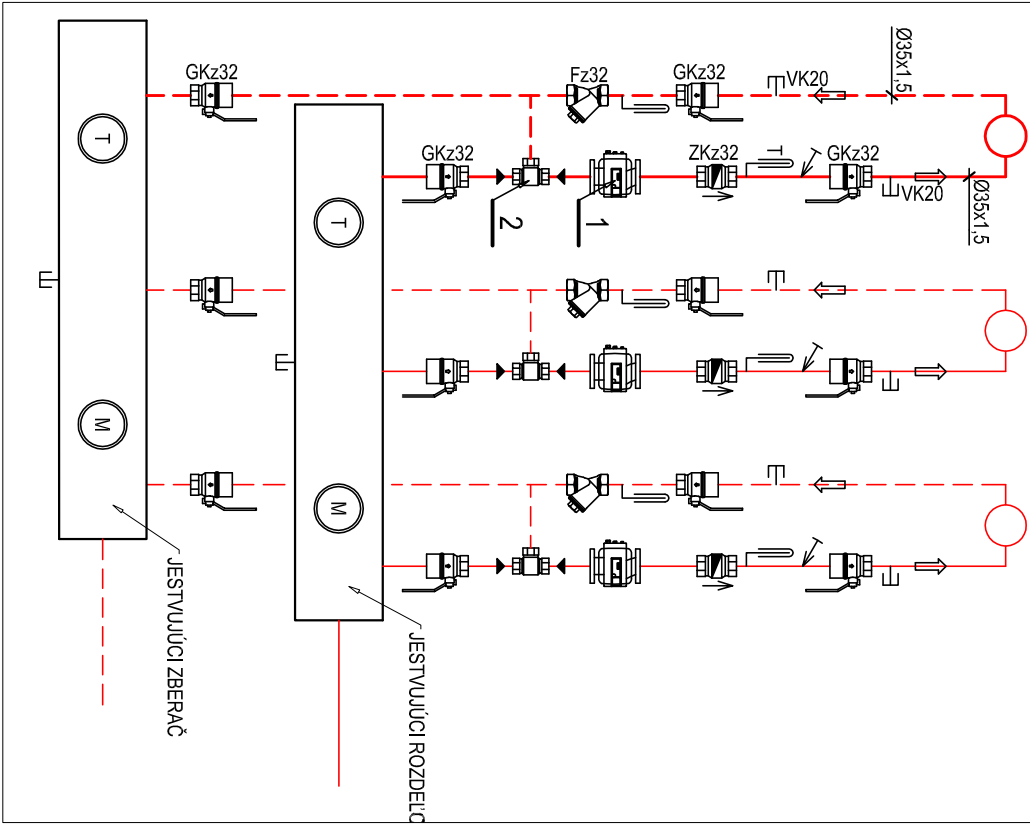 Ø35x1,5
GKz32
Fz32
GKz32
VK20
GKz32
ZKz32
T
GKz32
VK20
Ø35x1,5
T
T
2
1
M
M
JESTVUJÚCI ZBERAČ
JESTVUJÚCI ROZDEĽO